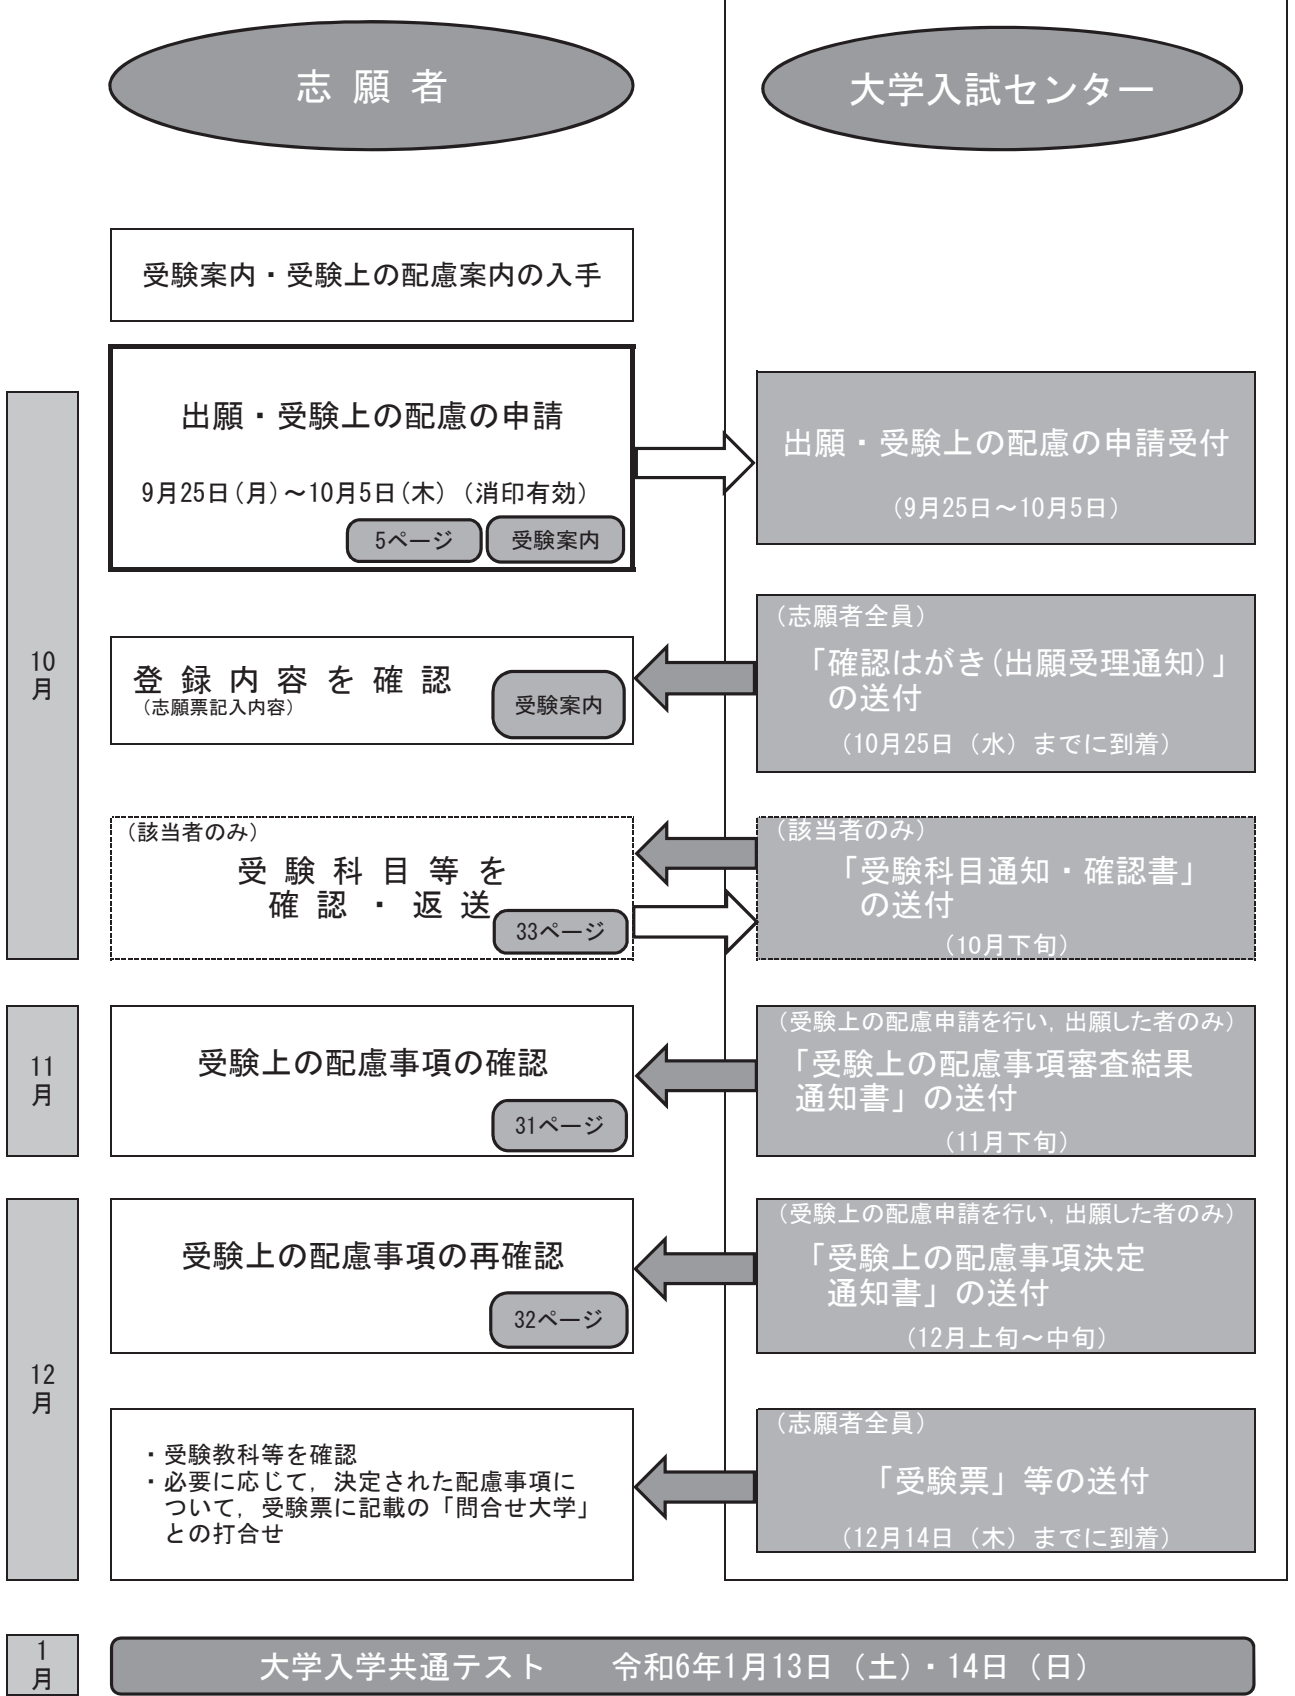 志願者
大学入試センター
受験案内・受験上の配慮案内の入手
10
月
出願・受験上の配慮の申請
9月25日(月)～10月5日(木)（消印有効）
5ページ
受験案内
出願・受験上の配慮の申請受付
（9月25日～10月5日）
登録内容を確認
（志願票記入内容）
受験案内
（志願者全員）
「確認はがき(出願受理通知)」
の送付
（10月25日（水）までに到着）
（該当者のみ）
受験科目等を
確認・返送
33ページ
（該当者のみ）
「受験科目通知・確認書」
の送付
（10月下旬）
11
月
受験上の配慮事項の確認
31ページ
（受験上の配慮申請を行い，出願した者のみ）
「受験上の配慮事項審査結果
通知書」の送付
（11月下旬）
12
月
受験上の配慮事項の再確認
32ページ
（受験上の配慮申請を行い，出願した者のみ）
「受験上の配慮事項決定
通知書」の送付
（12月上旬～中旬）
・受験教科等を確認
・必要に応じて，決定された配慮事項に
ついて，受験票に記載の「問合せ大学」
との打合せ
（志願者全員）
「受験票」等の送付
（12月14日（木）までに到着）
1
月
大学入学共通テスト　令和6年1月13日（土）・14日（日）